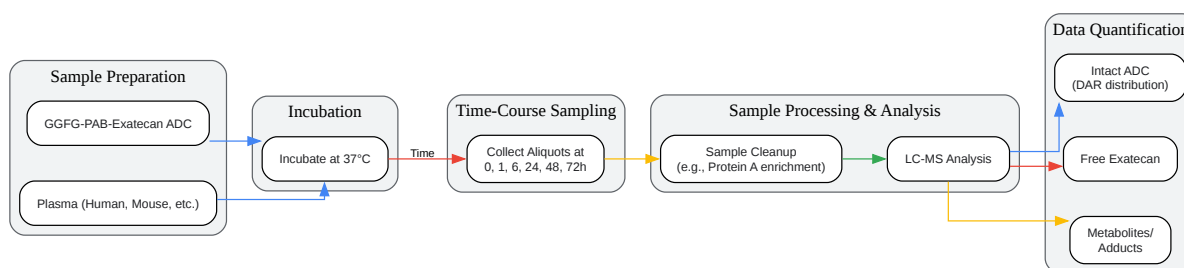 Sample Preparation
GGFG-PAB-Exatecan ADC
Plasma (Human, Mouse, etc.)
Incubation
Incubate at 37°C
Time
Time-Course Sampling
Collect Aliquots at
0, 1, 6, 24, 48, 72h
Sample Processing & Analysis
Sample Cleanup
(e.g., Protein A enrichment)
LC-MS Analysis
Data Quantification
Intact ADC
(DAR distribution)
Free Exatecan
Metabolites/
Adducts